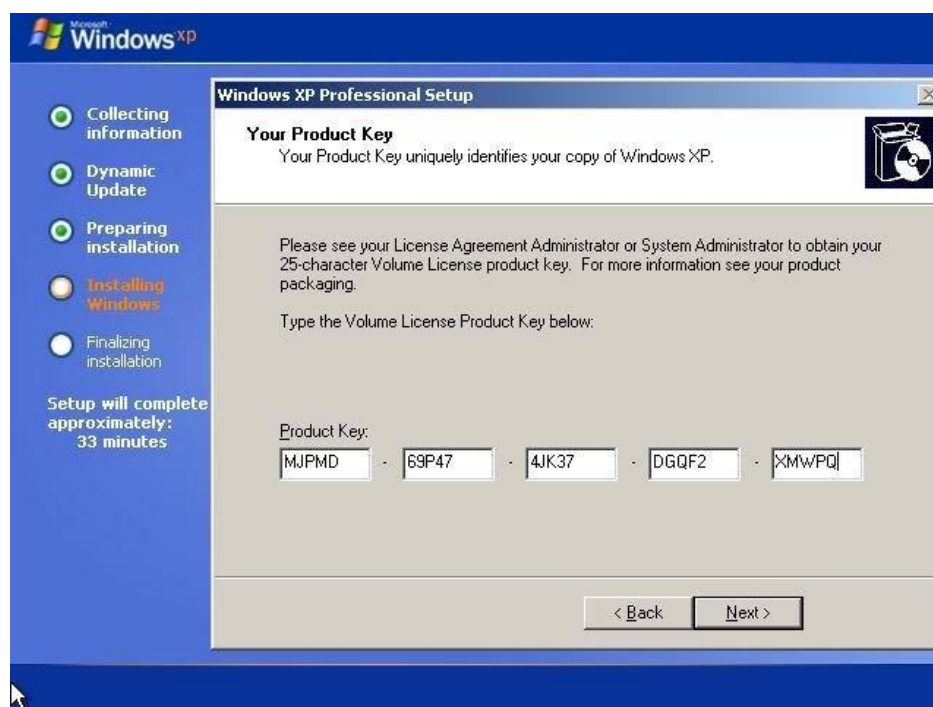 Microsoft
Windows xp
Collecting
information
Dynamic
Update
Preparing
installation
Installing
Windows
Finalizing
installation
Setup will complete
approximately:
33 minutes
Windows XP Professional Setup
Your Product Key
Your Product Key uniquely identifies your copy of Windows XP.
Please see your License Agreement Administrator or System Administrator to obtain your
25-character Volume License product key. For more information see your product
packaging.
Type the Volume License Product Key below:
Product Key:
MJPMD - 69P47 - 4JK37 - DGQF2 - XMWPQ
< Back Next >